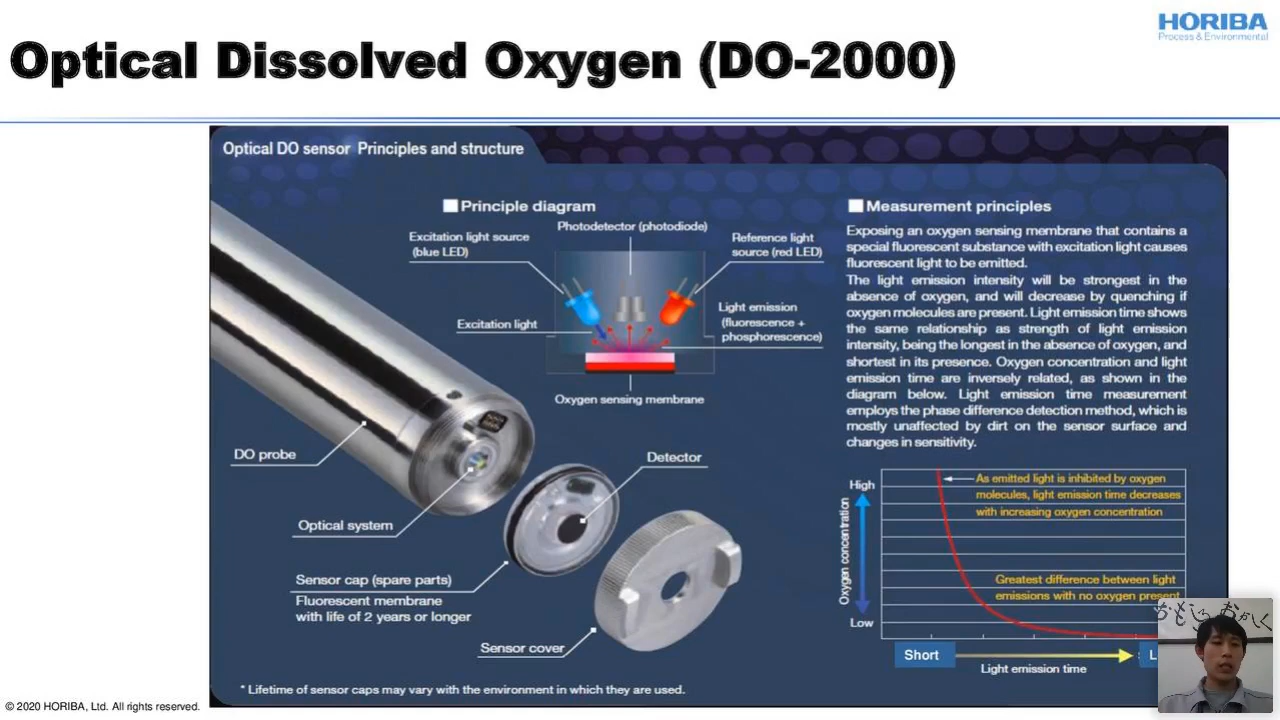 HORIBA
Process & Environmental
Optical Dissolved Oxygen (DO-2000)
Optical DO sensor Principles and structure
Principle diagram
Photodetector (photodiode)
Excitation light source
(blue LED)
Reference light
source (red LED)
Excitation light
Light emission
(fluorescence +
phosphorescence)
Oxygen sensing membrane
DO probe
Detector
Optical system
Sensor cap (spare parts)
Fluorescent membrane
with life of 2 years or longer
Sensor cover
* Lifetime of sensor caps may vary with the environment in which they are used.
Measurement principles
Exposing an oxygen sensing membrane that contains a
special fluorescent substance with excitation light causes
fluorescent light to be emitted.
The light emission intensity will be strongest in the
absence of oxygen, and will decrease by quenching if
oxygen molecules are present. Light emission time shows
the same relationship as strength of light emission
intensity, being the longest in the absence of oxygen, and
shortest in its presence. Oxygen concentration and light
emission time are inversely related, as shown in the
diagram below. Light emission time measurement
employs the phase difference detection method, which is
mostly unaffected by dirt on the sensor surface and
changes in sensitivity.
High
Oxygen concentration
Low
As emitted light is inhibited by oxygen
molecules, light emission time decreases
with increasing oxygen concentration
Greatest difference between light
emissions with no oxygen present
Short
L
Light emission time
おもしろおかしく
© 2020 HORIBA, Ltd. All rights reserved.